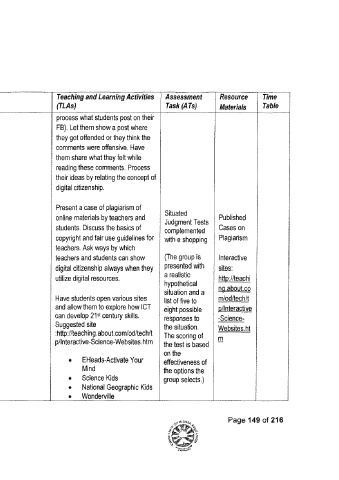 Teaching and Learning Activities
(TLAs)
Assessment
Task (ATs)
Resource
Materials
Time
Table
process what students post on their
FB). Let them show a post where
they got offended or they think the
comments were offensive. Have
them share what they felt while
reading these comments. Process
their ideas by relating the concept of
digital citizenship.
Present a case of plagiarism of
online materials by teachers and
students. Discuss the basics of
copyright and fair use guidelines for
teachers. Ask ways by which
teachers and students can show
digital citizenship always when they
utilize digital resources.
Have students open various sites
and allow them to explore how ICT
can develop 21st century skills.
Suggested site
:http://teaching.about.com/od/tech/t
p/Interactive-Science-Websites.htm
• EHeads-Activate Your
Mind
• Science Kids
• National Geographic Kids
• Wonderville
Situated
Judgment Tests
complemented
with e shopping
(The group is
presented with
a realistic
hypothetical
situation and a
list of five to
eight possible
responses to
the situation.
The scoring of
the test is based
on the
effectiveness of
the options the
group selects.)
Published
Cases on
Plagiarism
Interactive
sites:
http://teachi
ng.about.co
m/od/tech/t
p/Interactive
-Science-
Websites.ht
m
Page 149 of 216